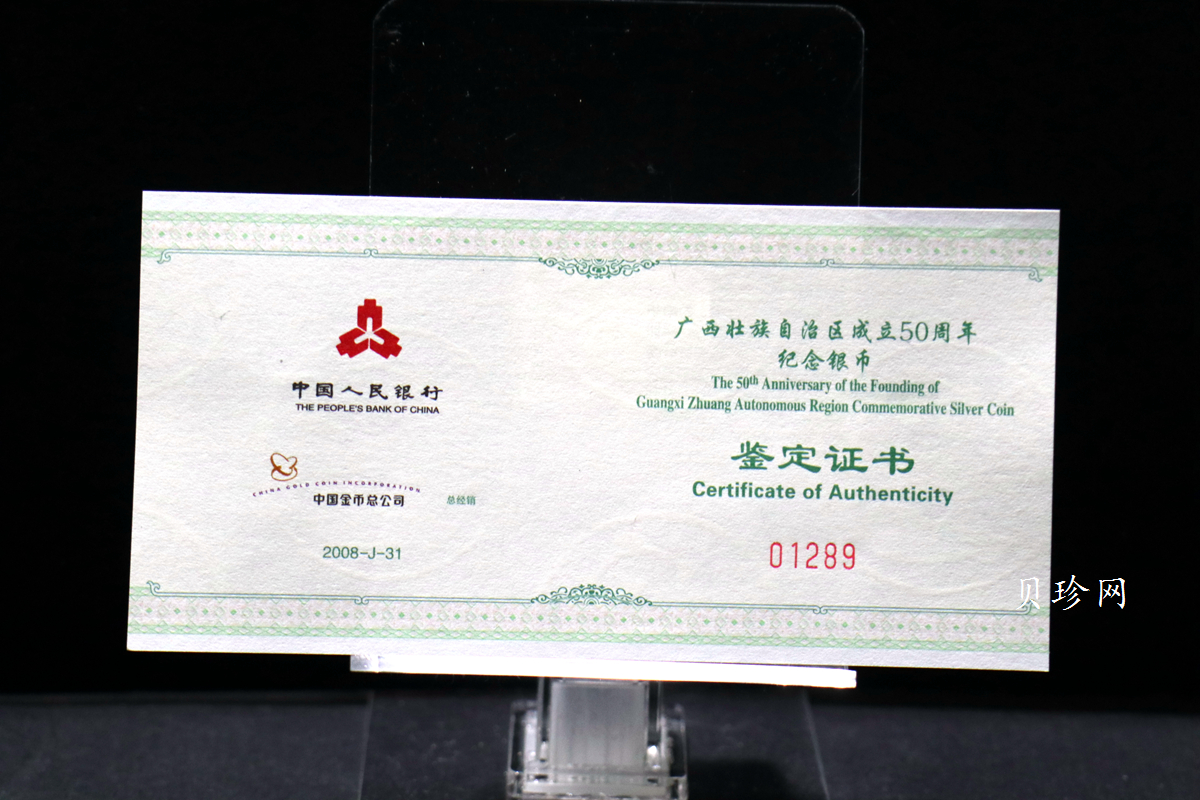 中国人民银行
THE PEOPLE'S BANK OF CHINA
CHINA GOLD COIN INCORPORATION
中国金币总公司 总经销
2008-J-31
广西壮族自治区成立50周年
纪念银币
The 50th Anniversary of the Founding of
Guangxi Zhuang Autonomous Region Commemorative Silver Coin
鉴定证书
Certificate of Authenticity
01289
贝珍网